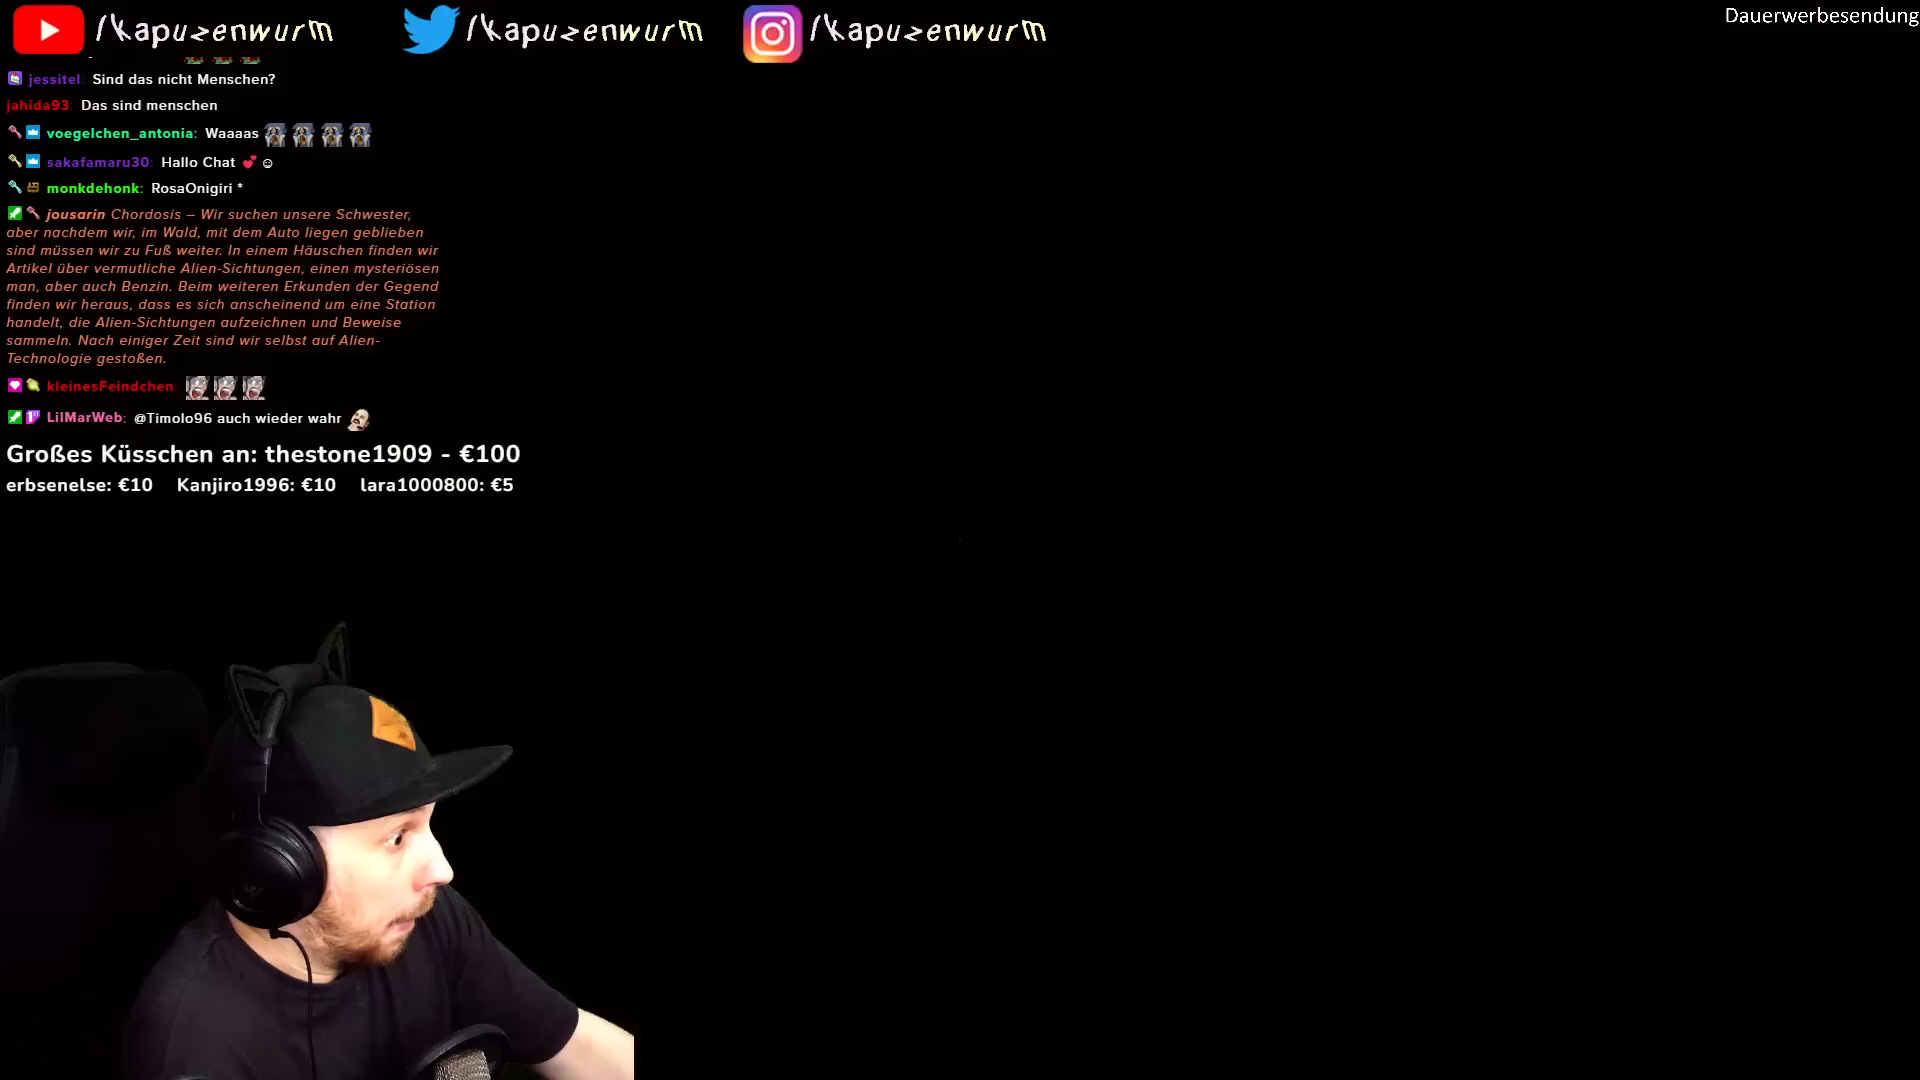 /kapuzenwurm /kapuzenwurm /kapuzenwurm
Dauerwerbesendung
jessitel: Sind das nicht Menschen?
jahida93: Das sind menschen
voegelchen_antonia: Waaaas
sakafamaru30: Hallo Chat 💕 ☺
monkdehonk: RosaOnigiri *
jousarin Chordosis – Wir suchen unsere Schwester,
aber nachdem wir, im Wald, mit dem Auto liegen geblieben
sind müssen wir zu Fuß weiter. In einem Häuschen finden wir
Artikel über vermutliche Alien-Sichtungen, einen mysteriösen
man, aber auch Benzin. Beim weiteren Erkunden der Gegend
finden wir heraus, dass es sich anscheinend um eine Station
handelt, die Alien-Sichtungen aufzeichnen und Beweise
sammeln. Nach einiger Zeit sind wir selbst auf Alien-
Technologie gestoßen.
kleinesFeindchen:
LilMarWeb: @Timolo96 auch wieder wahr
Großes Küsschen an: thestone1909 - €100
erbsenelse: €10 Kanjiro1996: €10 lara1000800: €5